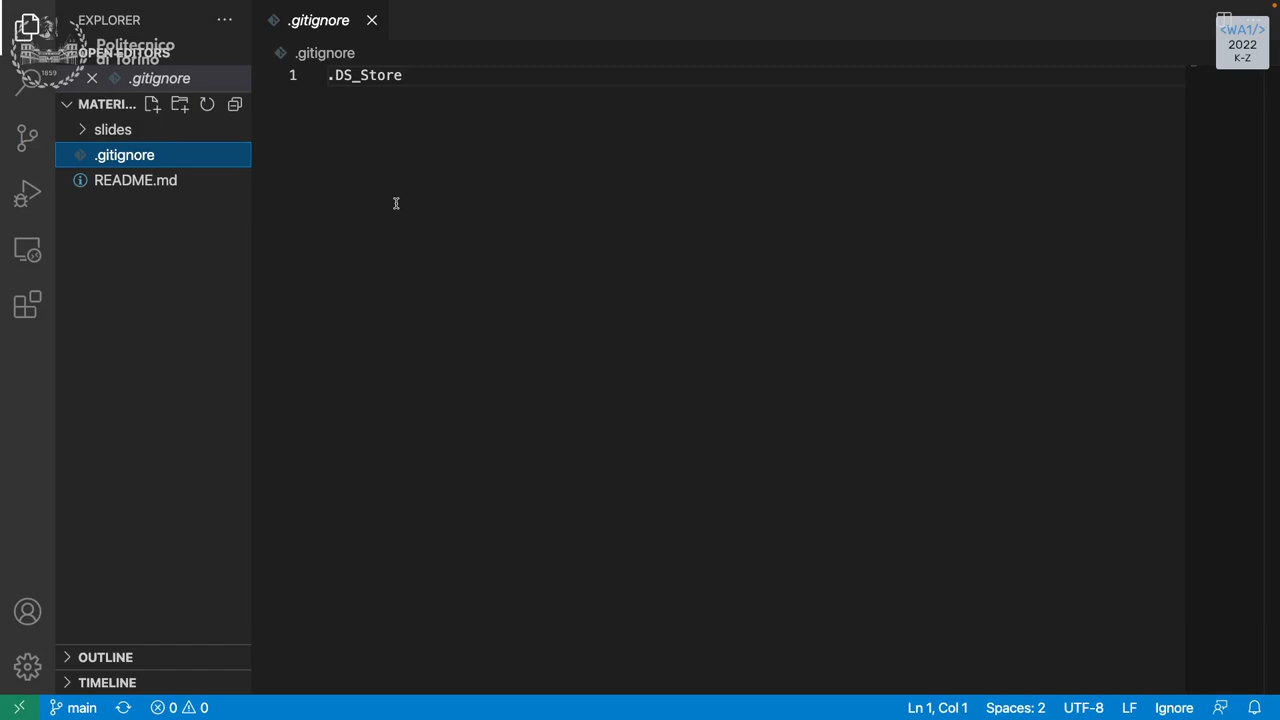 EXPLORER
.gitignore
<WA1/>
2022
K-Z
Politecnico
di Torino
1859
OPEN EDITORS
.gitignore
.gitignore
MATERI...
1 .DS_Store
slides
.gitignore
README.md
OUTLINE
TIMELINE
main 0 0 Ln 1, Col 1 Spaces: 2 UTF-8 LF Ignore